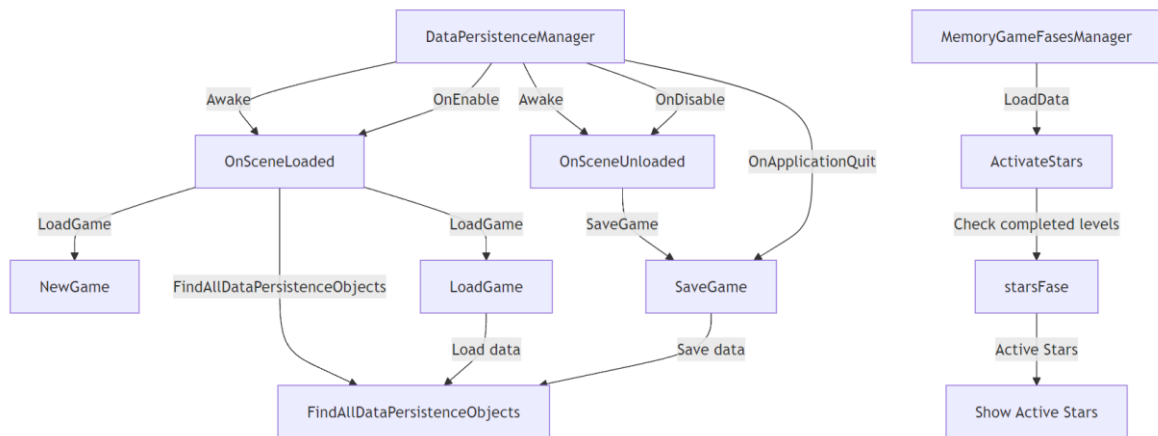 DataPersistenceManager
MemoryGameFasesManager
Awake
OnEnable
Awake
OnDisable
LoadData
OnSceneLoaded
OnSceneUnloaded
OnApplicationQuit
ActivateStars
LoadGame
LoadGame
SaveGame
Check completed levels
NewGame
FindAllDataPersistenceObjects
LoadGame
SaveGame
starsFase
Load data
Save data
Active Stars
FindAllDataPersistenceObjects
Show Active Stars